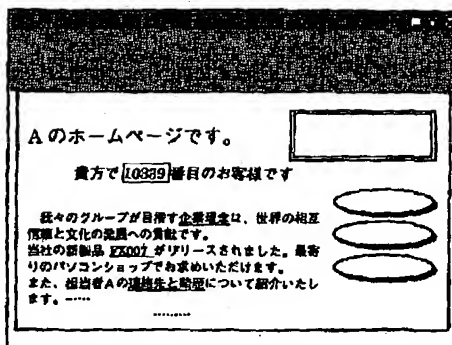 Aのホームページです。
貴方で10389番目のお客様です
我々のグループが目指す企業理念は、世界の相互
信頼と文化の発展への貢献です。
当社の新製品 がリリースされました。最寄
りのパソコンショップでお求めいただけます。
また、担当者Aの連絡先と略歴について紹介いたし
ます。-----
---------